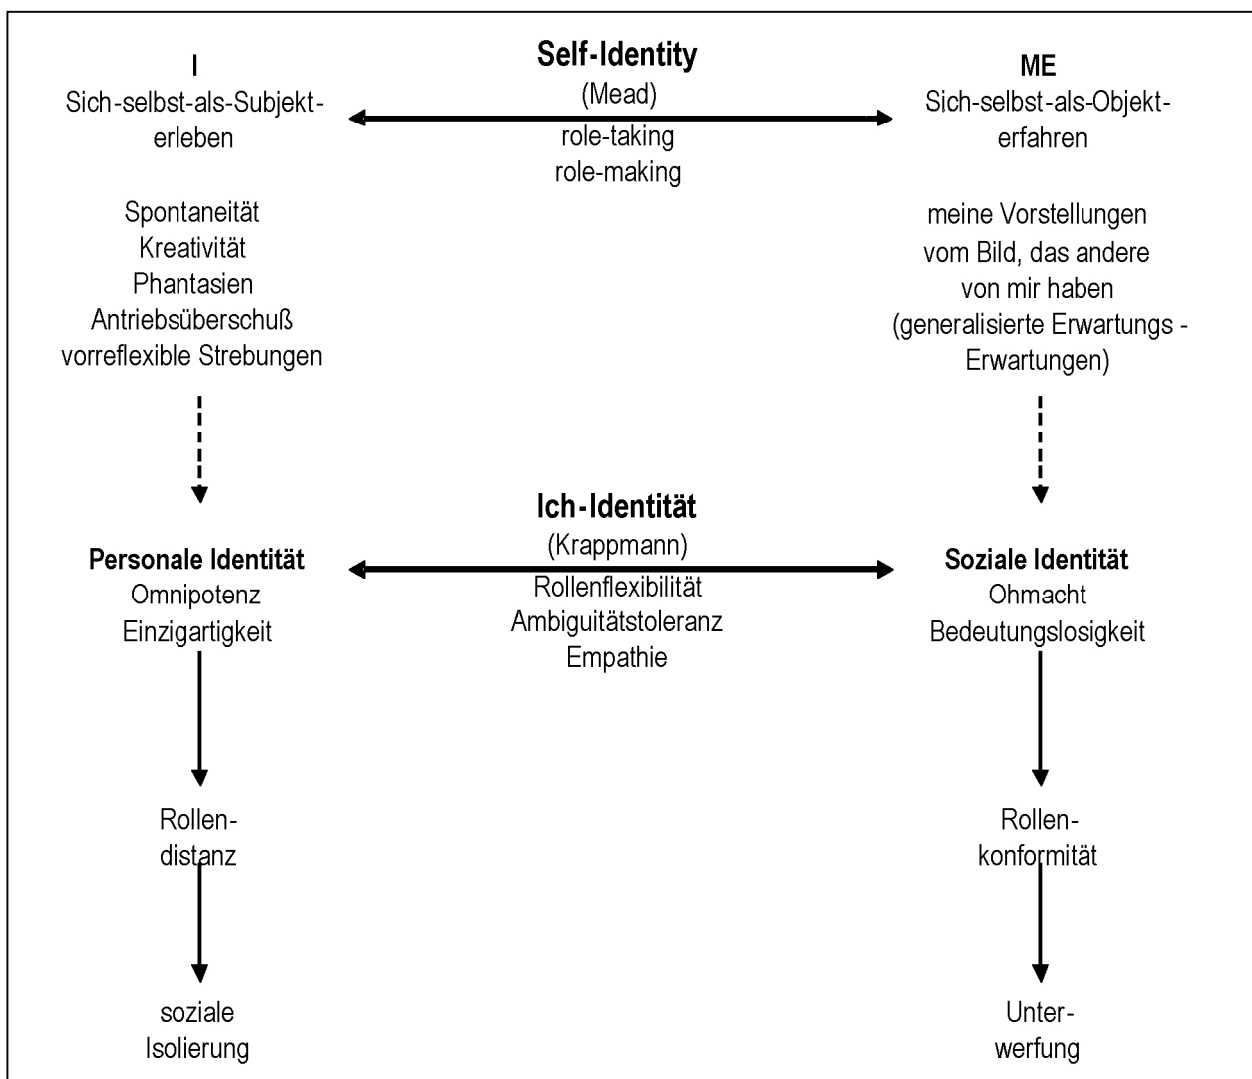 I
Sich-selbst-als-Subjekt-
erleben
Self-Identity
(Mead)
role-taking
role-making
ME
Sich-selbst-als-Objekt-
erfahren
Spontaneität
Kreativität
Phantasien
Antriebsüberschuß
vorreflexible Strebungen
meine Vorstellungen
vom Bild, das andere
von mir haben
(generalisierte Erwartungs -
Erwartungen)
Ich-Identität
(Krappmann)
Rollenflexibilität
Ambiguitätstoleranz
Empathie
Personale Identität
Omnipotenz
Einzigartigkeit
Soziale Identität
Ohmacht
Bedeutungslosigkeit
Rollen-
distanz
Rollen-
konformität
soziale
Isolierung
Unter-
werfung